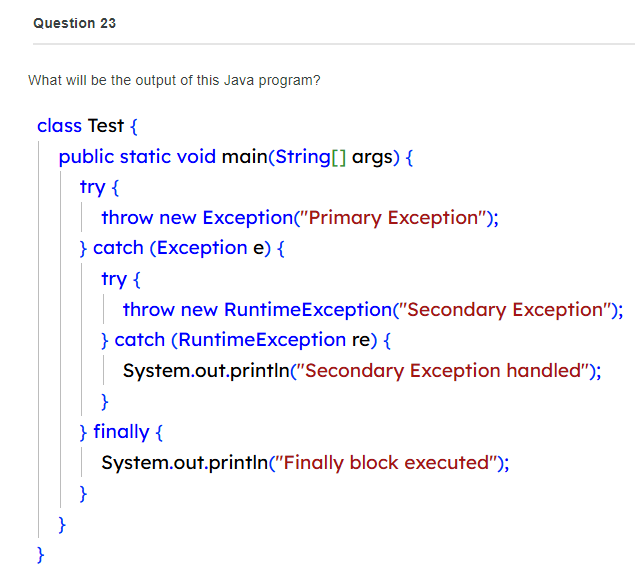 Question 23
What will be the output of this Java program?
class Test {
public static void main(String[] args) {
try {
throw new Exception("Primary Exception");
} catch (Exception e) {
try {
throw new RuntimeException("Secondary Exception");
} catch (RuntimeException re) {
System.out.println("Secondary Exception handled");
}
} finally {
System.out.println("Finally block executed");
}
}
}